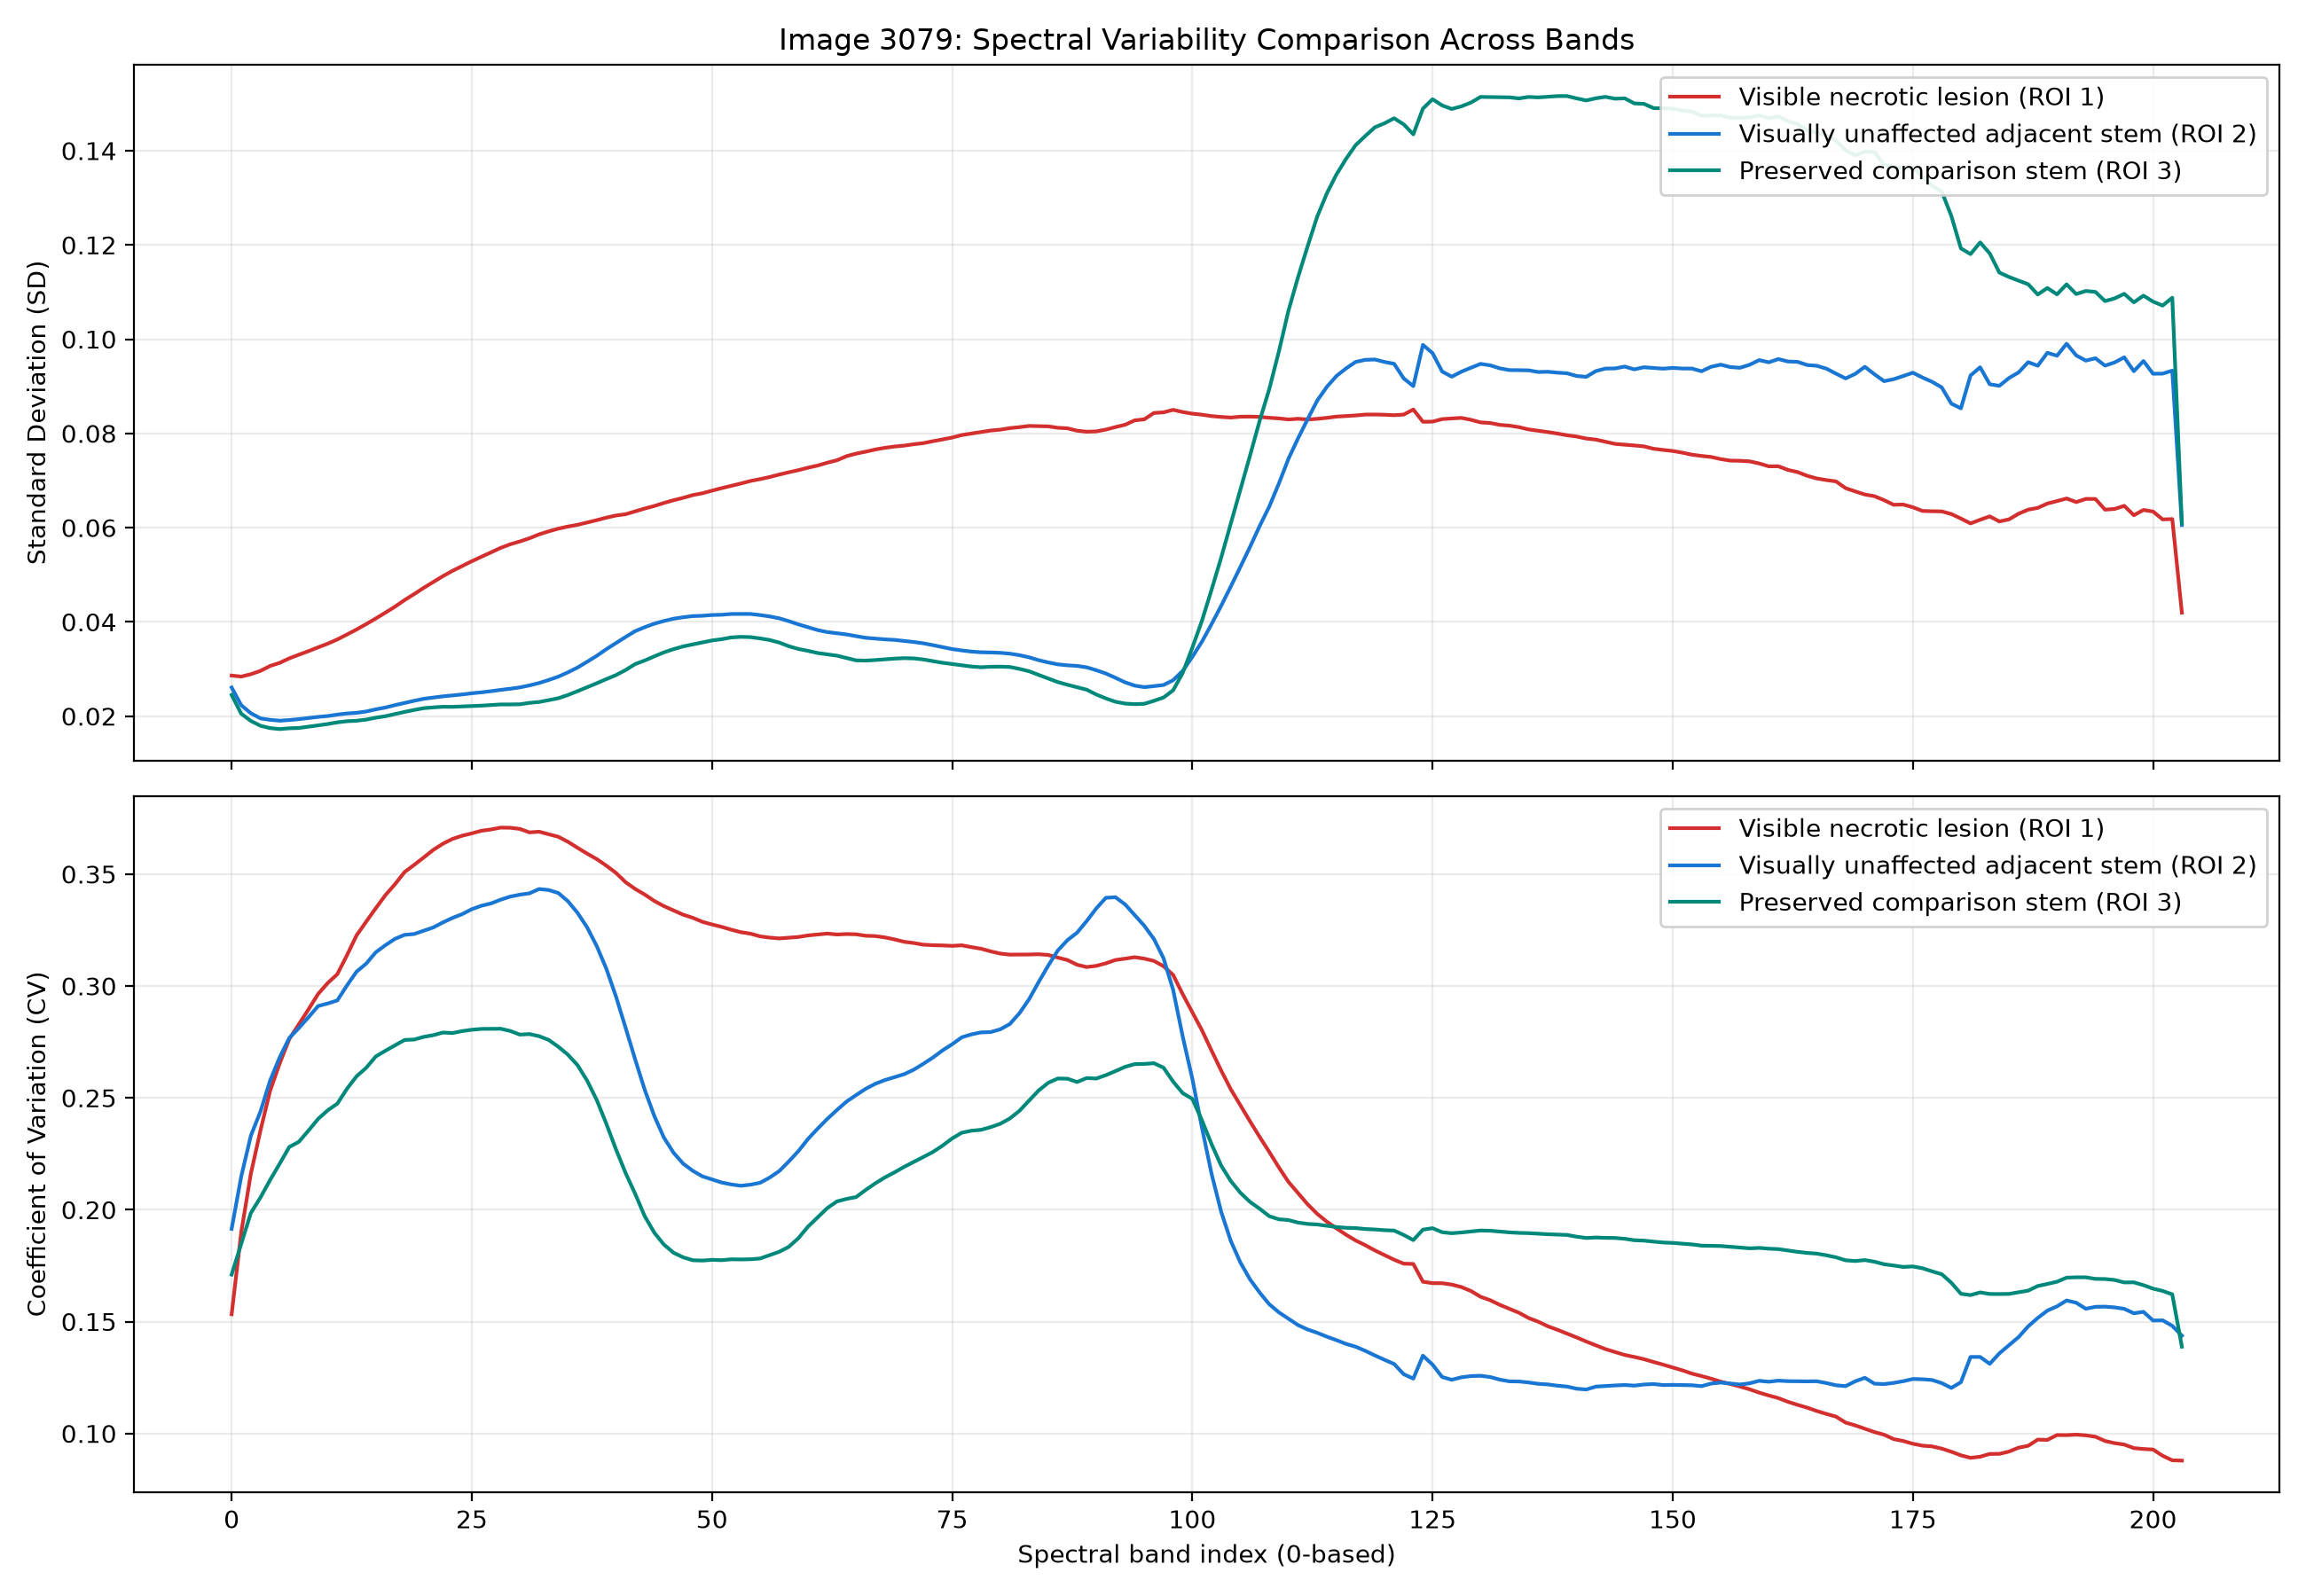 Image 3079: Spectral Variability Comparison Across Bands
Standard Deviation (SD)
0.14
0.12
0.10
0.08
0.06
0.04
0.02
Visible necrotic lesion (ROI 1)
Visually unaffected adjacent stem (ROI 2)
Preserved comparison stem (ROI 3)
Coefficient of Variation (CV)
0.35
0.30
0.25
0.20
0.15
0.10
Visible necrotic lesion (ROI 1)
Visually unaffected adjacent stem (ROI 2)
Preserved comparison stem (ROI 3)
0 25 50 75 100 125 150 175 200
Spectral band index (0-based)